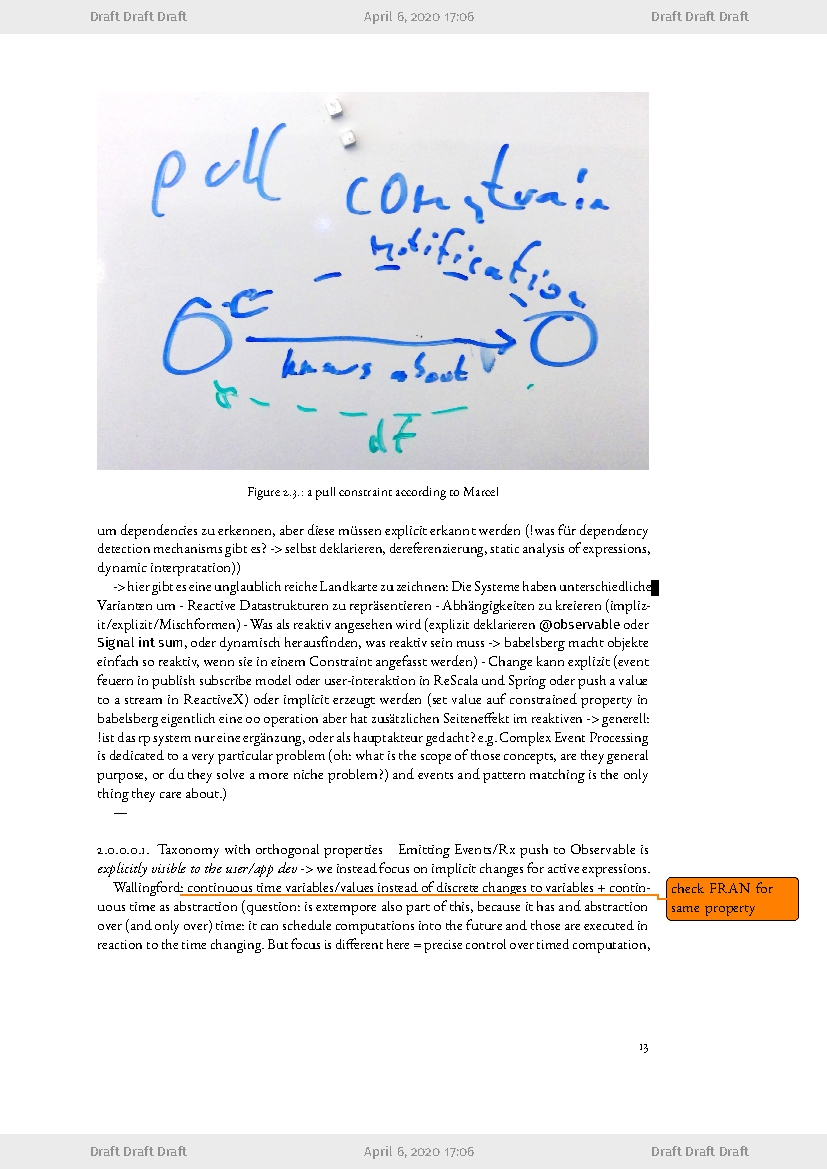 Draft Draft Draft April 6, 2020 17:06 Draft Draft Draft
pull
constrain
notification
knows about
dF
Figure 2.3.: a pull constraint according to Marcel
um dependencies zu erkennen, aber diese müssen explicit erkannt werden (!was für dependency
detection mechanisms gibt es? -> selbst deklarieren, dereferenzierung, static analysis of expressions,
dynamic interpratation))
-> hier gibt es eine unglaublich reiche Landkarte zu zeichnen: Die Systeme haben unterschiedliche
Varianten um - Reactive Datastrukturen zu repräsentieren - Abhängigkeiten zu kreieren (impliz-
it/explizit/Mischformen) - Was als reaktiv angesehen wird (explizit deklarieren @observable oder
Signal int sum, oder dynamisch herausfinden, was reaktiv sein muss -> babelsberg macht objekte
einfach so reaktiv, wenn sie in einem Constraint angefasst werden) - Change kann explizit (event
feuern in publish subscribe model oder user-interaktion in ReScala und Spring oder push a value
to a stream in ReactiveX) oder implicit erzeugt werden (set value auf constrained property in
babelsberg eigentlich eine oo operation aber hat zusätzlichen Seiteneffekt im reaktiven -> generell:
!ist das rp system nur eine ergänzung, oder als hauptakteur gedacht? e.g. Complex Event Processing
is dedicated to a very particular problem (oh: what is the scope of those concepts, are they general
purpose, or du they solve a more niche problem?) and events and pattern matching is the only
thing they care about.)
—
2.0.0.0.1. Taxonomy with orthogonal properties Emitting Events/Rx push to Observable is
explicitly visible to the user/app dev -> we instead focus on implicit changes for active expressions.
Wallingford: continuous time variables/values instead of discrete changes to variables + contin-
uous time as abstraction (question: is extempore also part of this, because it has and abstraction
over (and only over) time: it can schedule computations into the future and those are executed in
reaction to the time changing. But focus is different here = precise control over timed computation,
check FRAN for
same property
13
Draft Draft Draft April 6, 2020 17:06 Draft Draft Draft